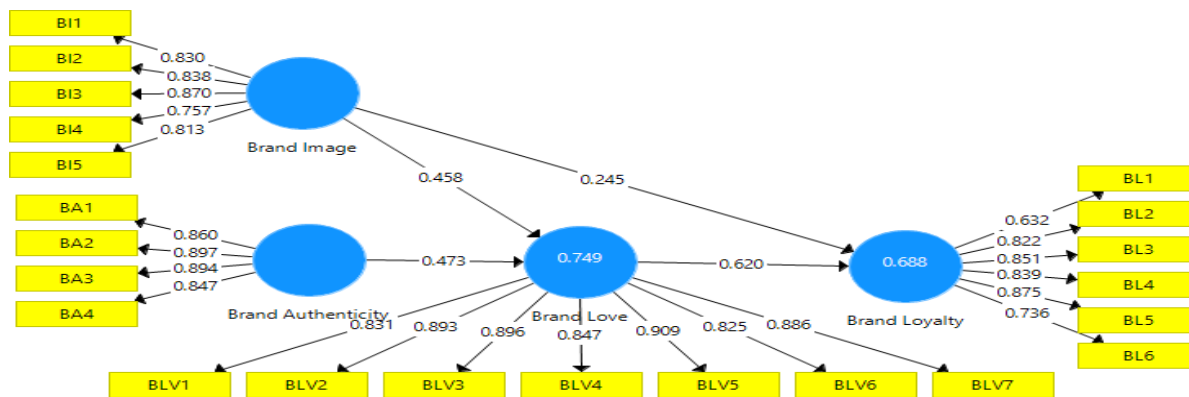 BI1
0.830
BI2
0.838
BI3
0.870
BI4
0.757
BI5
0.813
Brand Image
0.458
0.245
BA1
0.860
BA2
0.897
BA3
0.894
BA4
0.847
Brand Authenticity
0.473
0.749
Brand Love
0.620
0.688
Brand Loyalty
BL1
0.632
BL2
0.822
BL3
0.851
BL4
0.839
BL5
0.875
BL6
0.736
0.831
0.893
0.896
0.847
0.909
0.825
0.886
BLV1
BLV2
BLV3
BLV4
BLV5
BLV6
BLV7